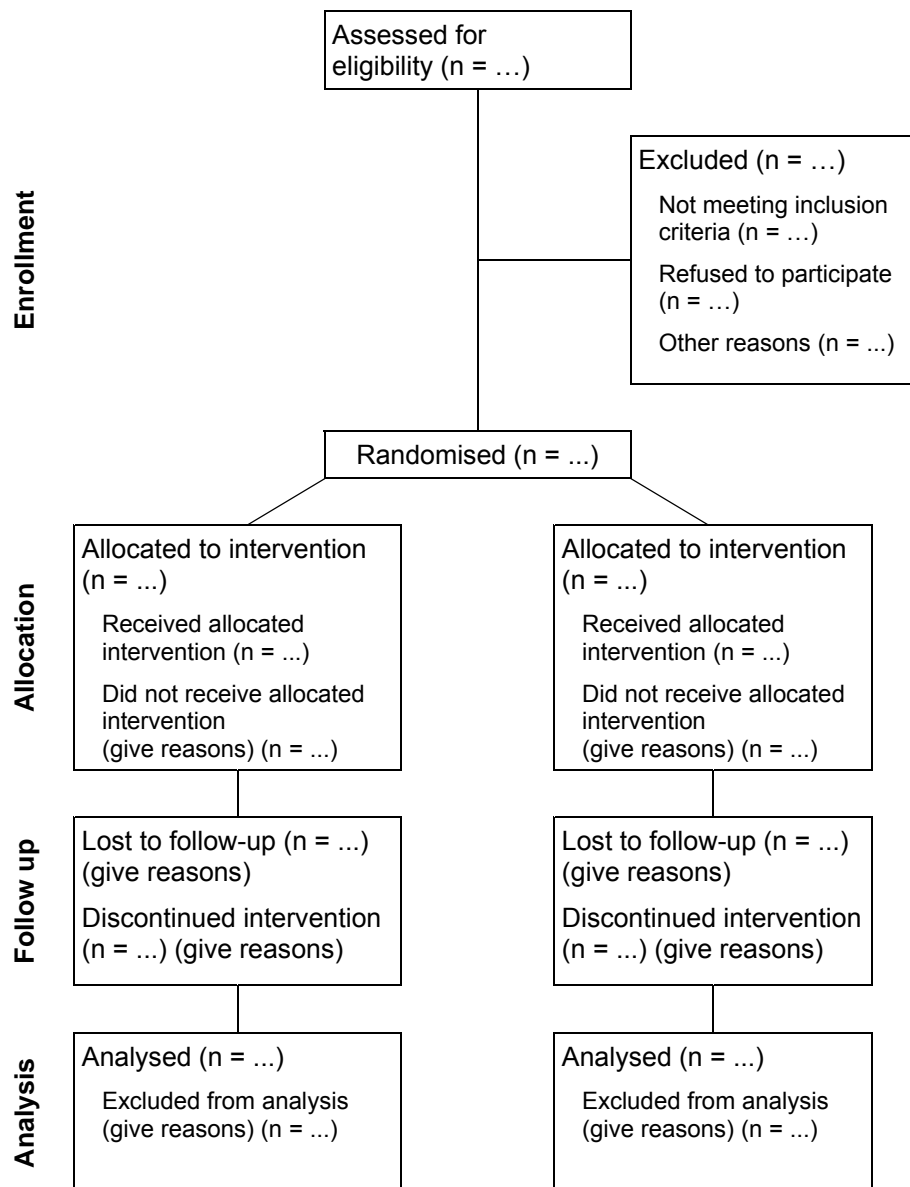 Assessed for
eligibility (n = …)
Enrollment
Excluded (n = …)
Not meeting inclusion
criteria (n = …)
Refused to participate
(n = …)
Other reasons (n = ...)
Randomised (n = ...)
Allocation
Allocated to intervention
(n = ...)
Received allocated
intervention (n = ...)
Did not receive allocated
intervention
(give reasons) (n = ...)
Allocated to intervention
(n = ...)
Received allocated
intervention (n = ...)
Did not receive allocated
intervention
(give reasons) (n = ...)
Follow up
Lost to follow-up (n = ...)
(give reasons)
Discontinued intervention
(n = ...) (give reasons)
Lost to follow-up (n = ...)
(give reasons)
Discontinued intervention
(n = ...) (give reasons)
Analysis
Analysed (n = ...)
Excluded from analysis
(give reasons) (n = ...)
Analysed (n = ...)
Excluded from analysis
(give reasons) (n = ...)